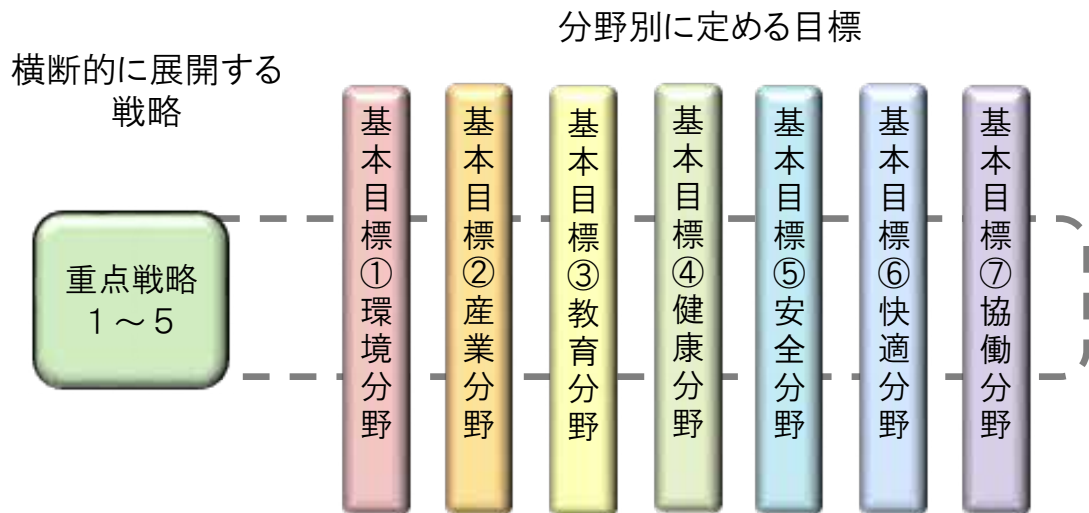 分野別に定める目標
横断的に展開する
戦略
重点戦略
１～５
基本目標①環境分野
基本目標②産業分野
基本目標③教育分野
基本目標④健康分野
基本目標⑤安全分野
基本目標⑥快適分野
基本目標⑦協働分野